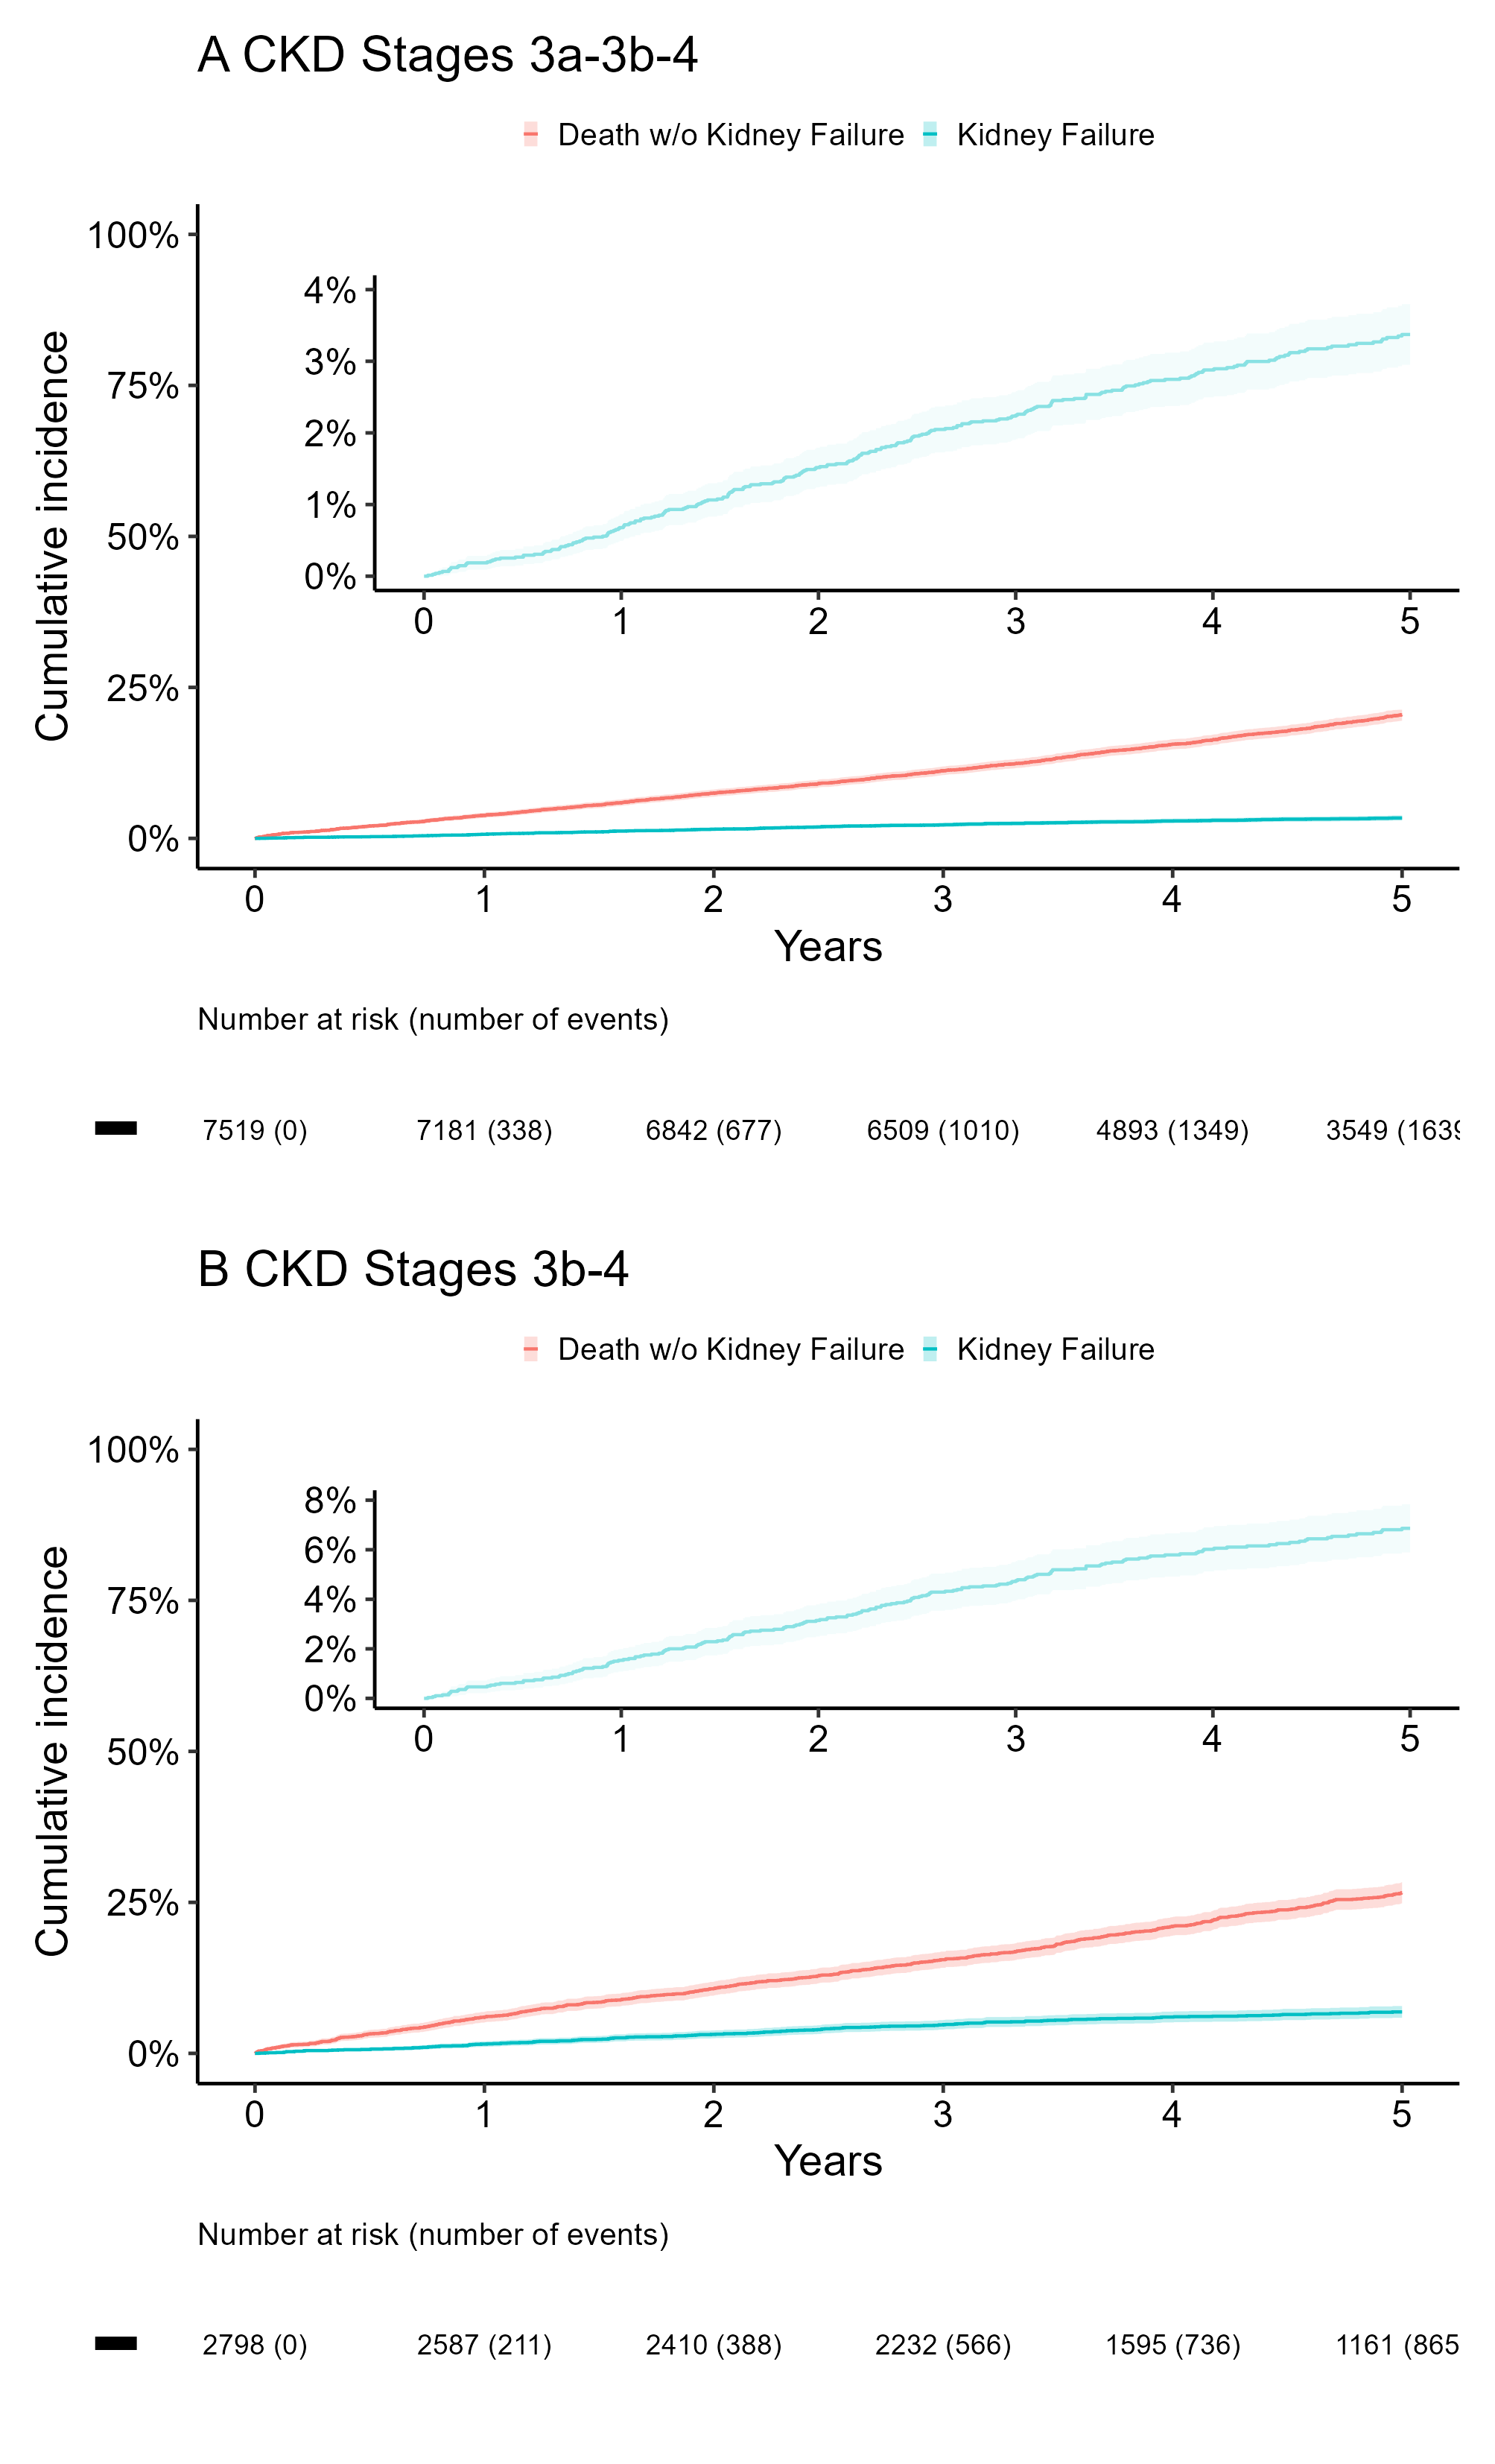 A CKD Stages 3a-3b-4
Death w/o Kidney Failure Kidney Failure
Cumulative incidence
100%
75%
50%
25%
0%
4%
3%
2%
1%
0%
0 1 2 3 4 5
0 1 2 3 4 5
Years
Number at risk (number of events)
7519 (0) 7181 (338) 6842 (677) 6509 (1010) 4893 (1349) 3549 (1639
B CKD Stages 3b-4
Death w/o Kidney Failure Kidney Failure
Cumulative incidence
100%
75%
50%
25%
0%
8%
6%
4%
2%
0%
0 1 2 3 4 5
0 1 2 3 4 5
Years
Number at risk (number of events)
2798 (0) 2587 (211) 2410 (388) 2232 (566) 1595 (736) 1161 (865